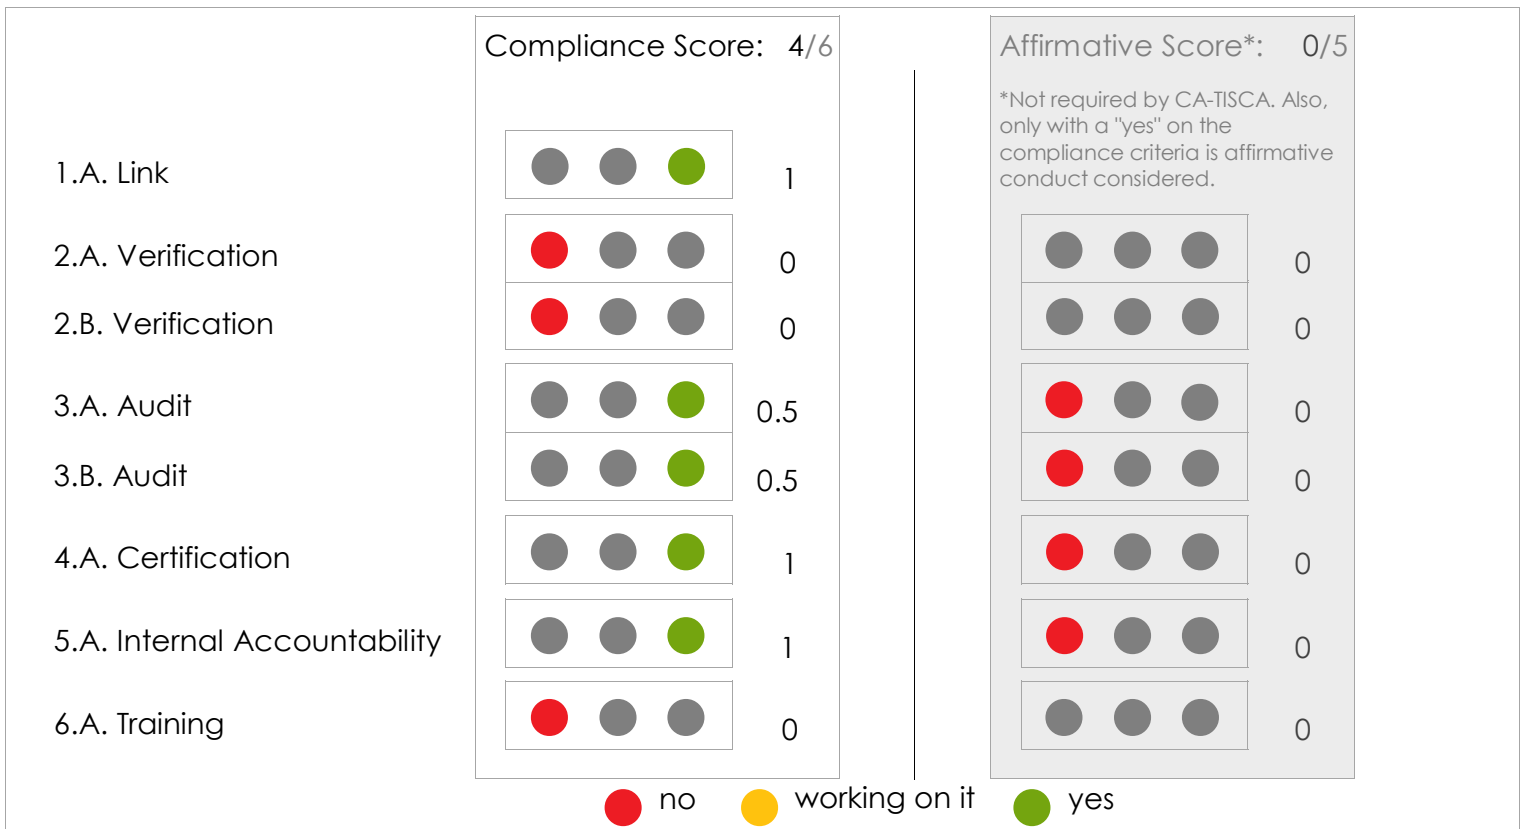 Compliance Score: 4/6
Affirmative Score*: 0/5
*Not required by CA-TISCA. Also,
only with a "yes" on the
compliance criteria is affirmative
conduct considered.
1.A. Link 1
2.A. Verification 0 0
2.B. Verification 0 0
3.A. Audit 0.5 0
3.B. Audit 0.5 0
4.A. Certification 1 0
5.A. Internal Accountability 1 0
6.A. Training 0 0
no working on it yes